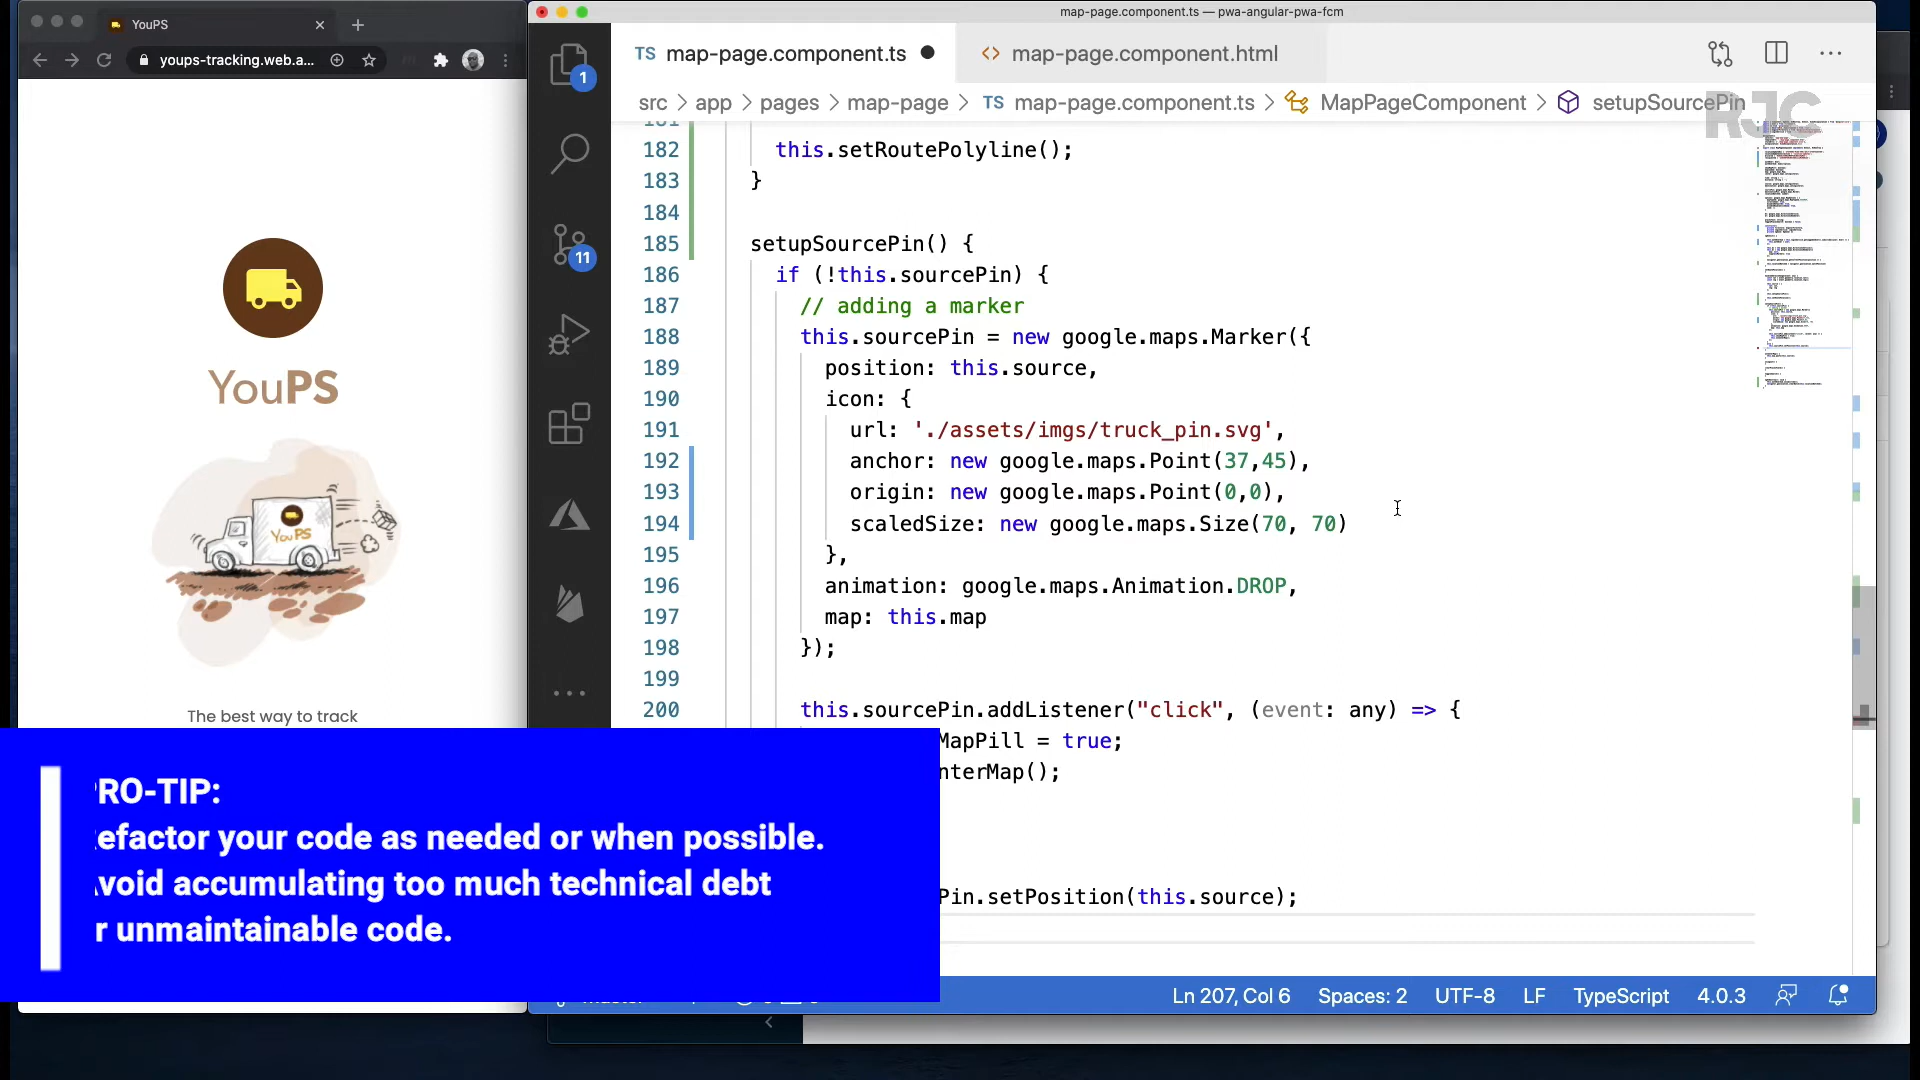 YouPS
youps-tracking.web.a...
map-page.component.ts — pwa-angular-pwa-fcm
TS map-page.component.ts
map-page.component.html
src > app > pages > map-page > TS map-page.component.ts > MapPageComponent > setupSourcePin
RJC
1
11
181
182 this.setRoutePolyline();
183 }
184
185 setupSourcePin() {
186 if (!this.sourcePin) {
187 // adding a marker
188 this.sourcePin = new google.maps.Marker({
189 position: this.source,
190 icon: {
191 url: './assets/imgs/truck_pin.svg',
192 anchor: new google.maps.Point(37,45),
193 origin: new google.maps.Point(0,0),
194 scaledSize: new google.maps.Size(70, 70)
195 },
196 animation: google.maps.Animation.DROP,
197 map: this.map
198 });
199
200 this.sourcePin.addListener("click", (event: any) => {
MapPill = true;
nterMap();
Pin.setPosition(this.source);
YouPS
YouPS
The best way to track
RO-TIP:
efactor your code as needed or when possible.
void accumulating too much technical debt
r unmaintainable code.
Ln 207, Col 6 Spaces: 2 UTF-8 LF TypeScript 4.0.3